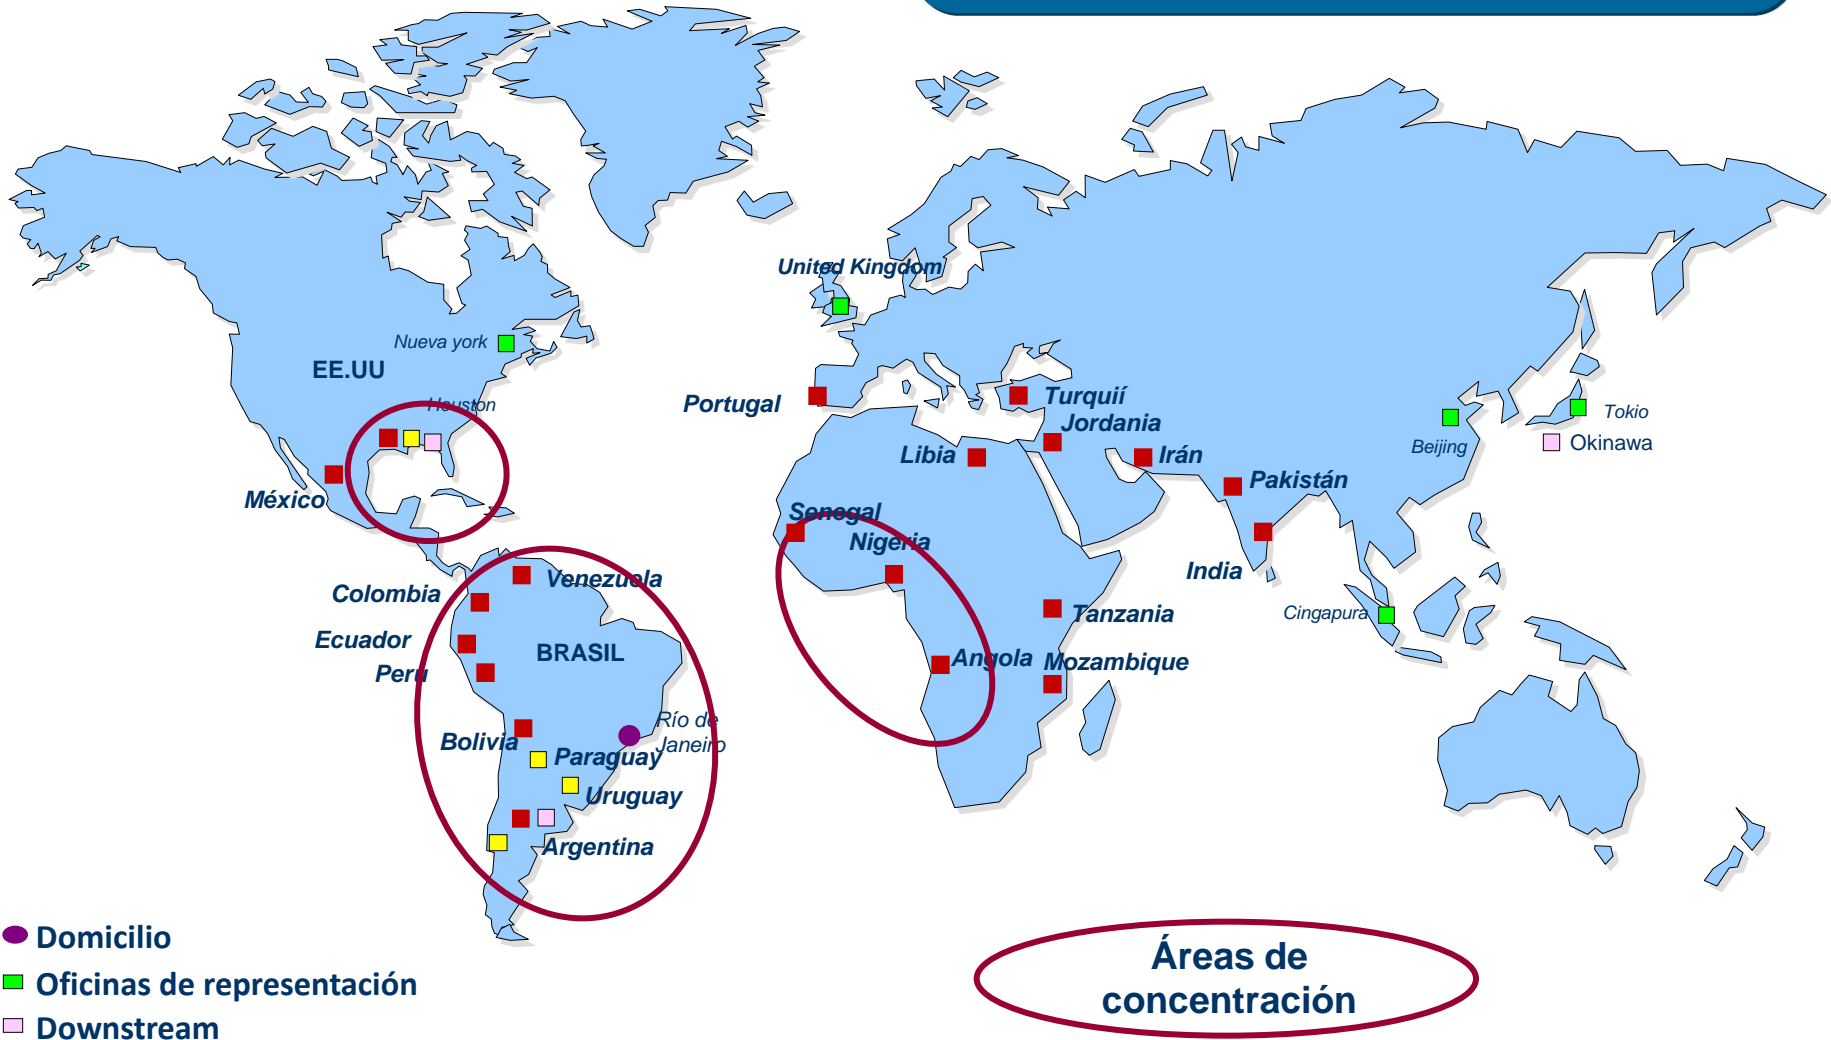 United Kingdom
Nueva york
EE.UU
Houston
Portugal
Turquií
Jordania
Tokio
Beijing
Okinawa
Libia
Irán
Pakistán
México
Senegal
Nigeria
India
Venezuela
Colombia
Cingapura
Tanzania
Ecuador
BRASIL
Angola
Mozambique
Peru
Río de
Janeiro
Bolivia
Paraguay
Uruguay
Argentina
Domicilio
Oficinas de representación
Downstream
Áreas de
concentración